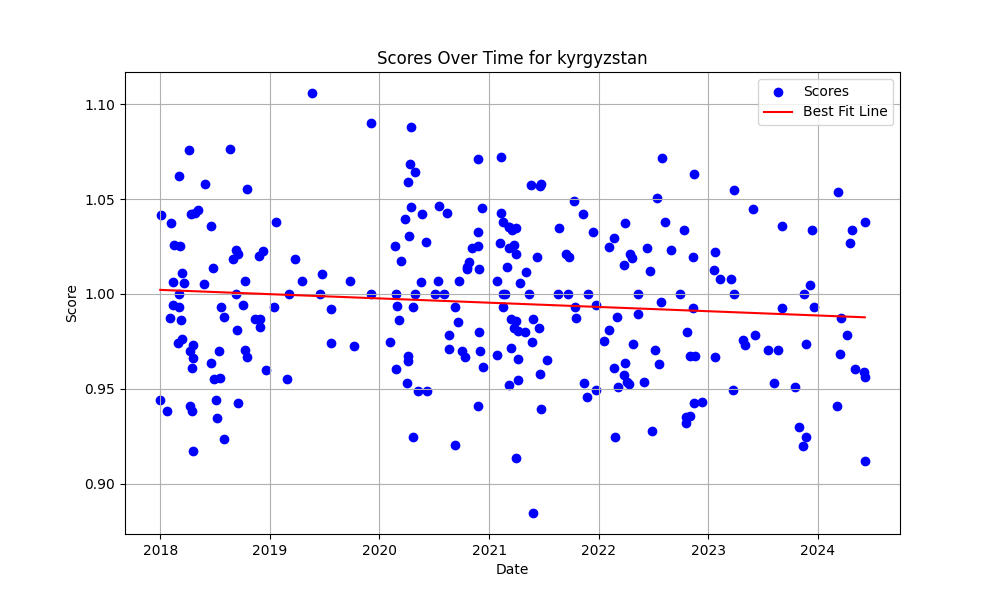 Scores Over Time for kyrgyzstan
Scores
Best Fit Line
1.10
1.05
1.00
0.95
0.90
Score
2018 2019 2020 2021 2022 2023 2024
Date